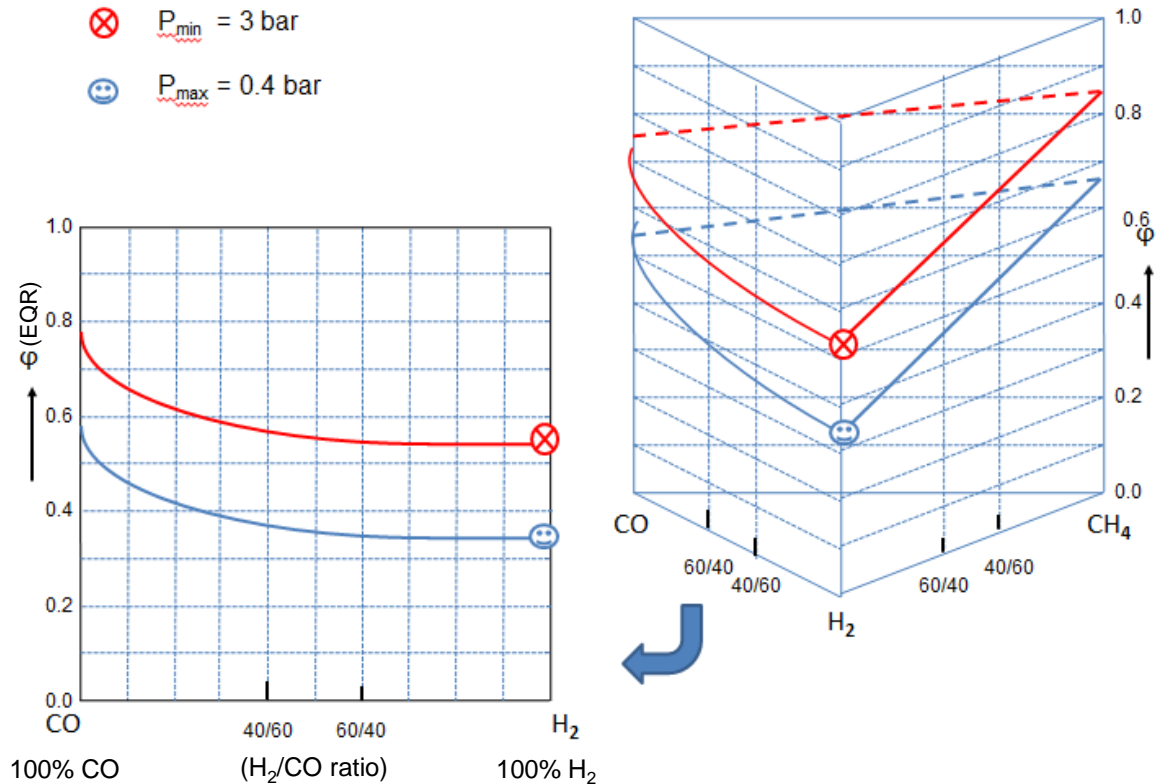 P_min = 3 bar
P_max = 0.4 bar
1.0
0.8
0.6
0.4
0.2
0.0
φ (EQR)
CO
40/60
60/40
H₂
100% CO
(H₂/CO ratio)
100% H₂
1.0
0.8
0.6
φ
0.4
0.2
0.0
CO
60/40
40/60
H₂
60/40
40/60
CH₄